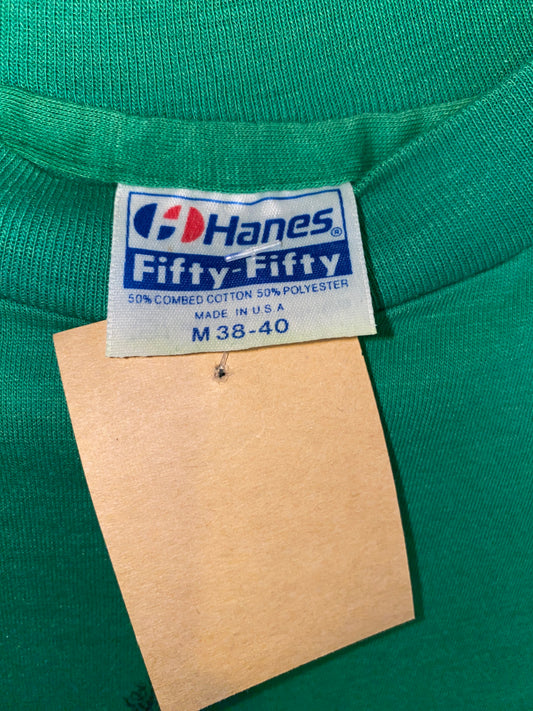 Hanes®
Fifty-Fifty
50% COMBED COTTON 50% POLYESTER
MADE IN U.S.A
M 38-40